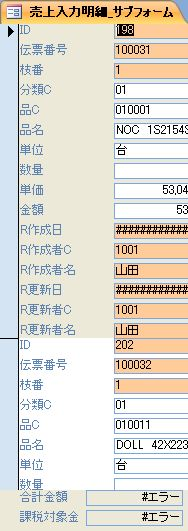 売上入力明細_サブフォーム
ID 198
伝票番号 100031
枝番 1
分類C 01
品C 010001
品名 NOC 1S2154S
単位 台
数量
単価 53,04
金額 53
R作成日 ##########
R作成者C 1001
R作成者名 山田
R更新日 ##########
R更新者C 1001
R更新者名 山田
ID 202
伝票番号 100032
枝番 1
分類C 01
品C 010011
品名 DOLL 42X223
単位 台
数量
合計金額 #エラー
課税対象金 #エラー